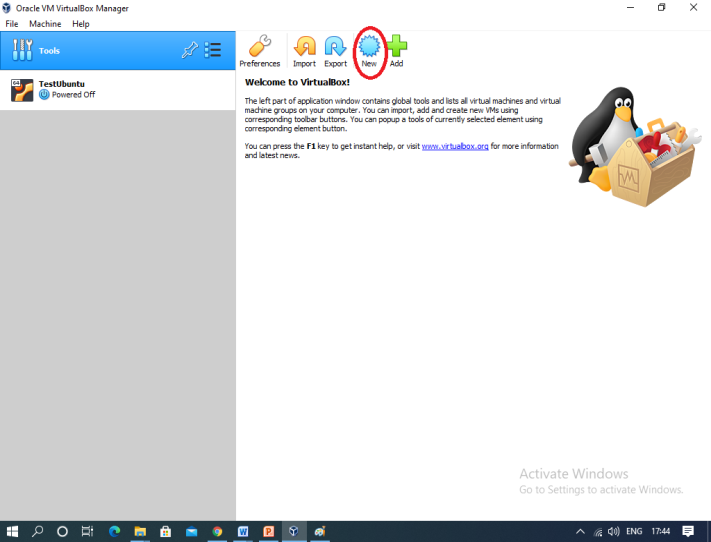 Oracle VM VirtualBox Manager
File Machine Help
Tools
Preferences Import Export New Add
TestUbuntu
Powered Off
Welcome to VirtualBox!
The left part of application window contains global tools and lists all virtual machines and virtual
machine groups on your computer. You can import, add and create new VMs using
corresponding toolbar buttons. You can popup a tools of currently selected element using
corresponding element button.
You can press the F1 key to get instant help, or visit www.virtualbox.org for more information
and latest news.
Activate Windows
Go to Settings to activate Windows.
ENG 17:44